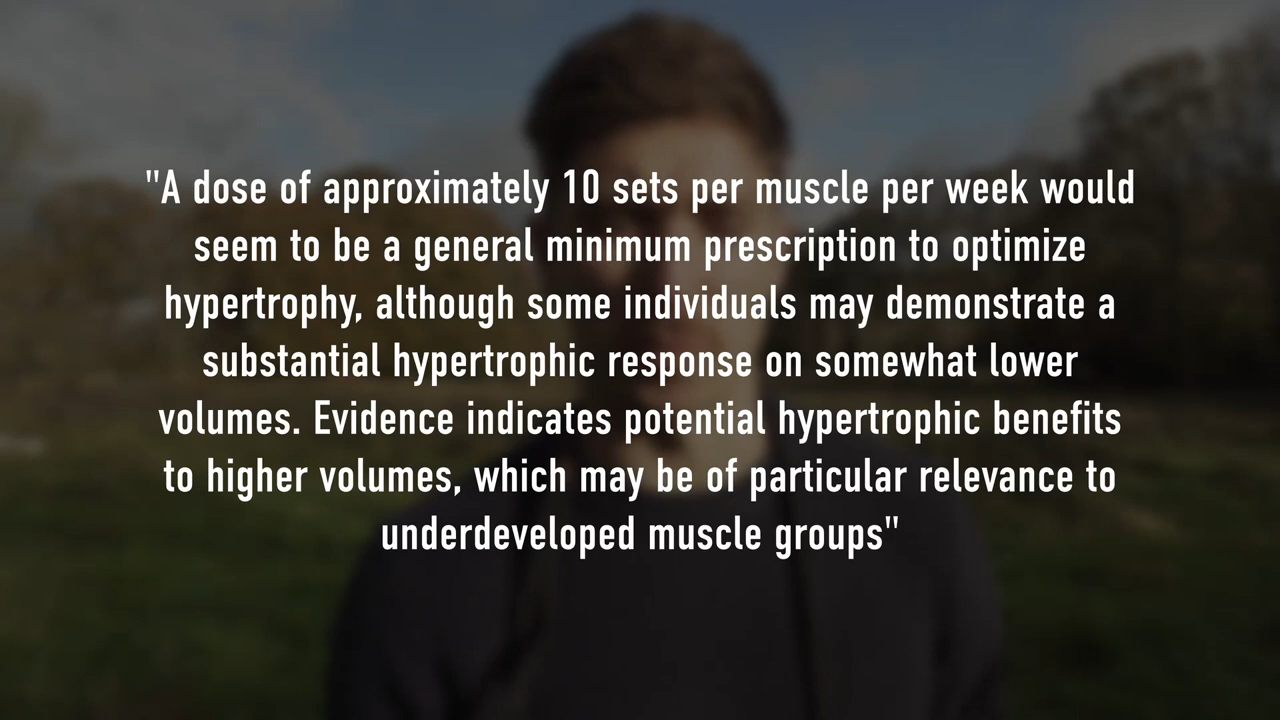 "A dose of approximately 10 sets per muscle per week would
seem to be a general minimum prescription to optimize
hypertrophy, although some individuals may demonstrate a
substantial hypertrophic response on somewhat lower
volumes. Evidence indicates potential hypertrophic benefits
to higher volumes, which may be of particular relevance to
underdeveloped muscle groups"